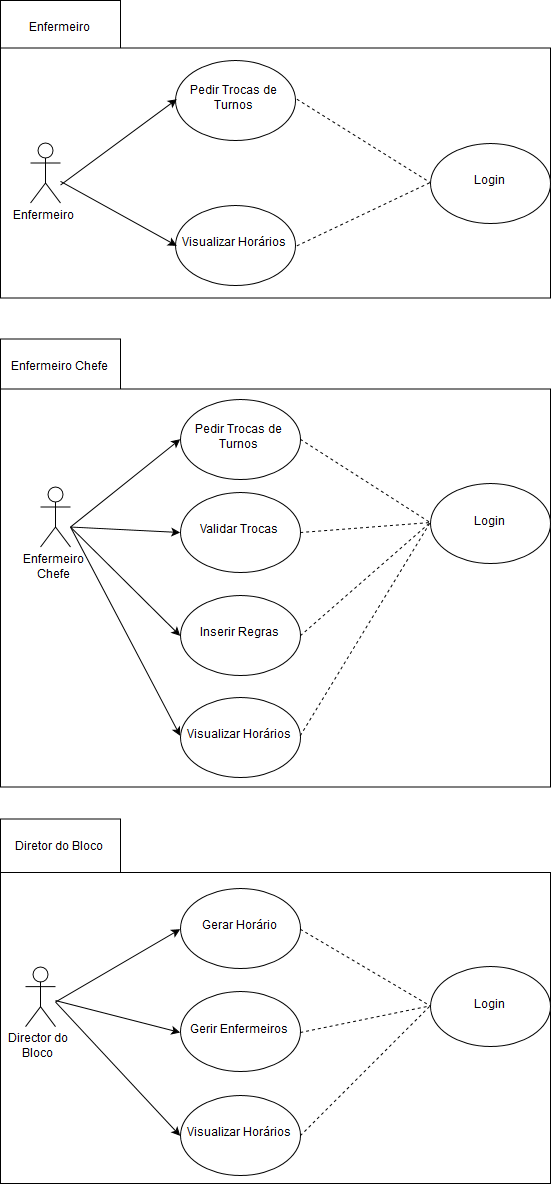 Enfermeiro
Pedir Trocas de
Turnos
Login
Enfermeiro
Visualizar Horários
Enfermeiro Chefe
Pedir Trocas de
Turnos
Validar Trocas
Login
Enfermeiro
Chefe
Inserir Regras
Visualizar Horários
Diretor do Bloco
Gerar Horário
Login
Director do
Bloco
Gerir Enfermeiros
Visualizar Horários